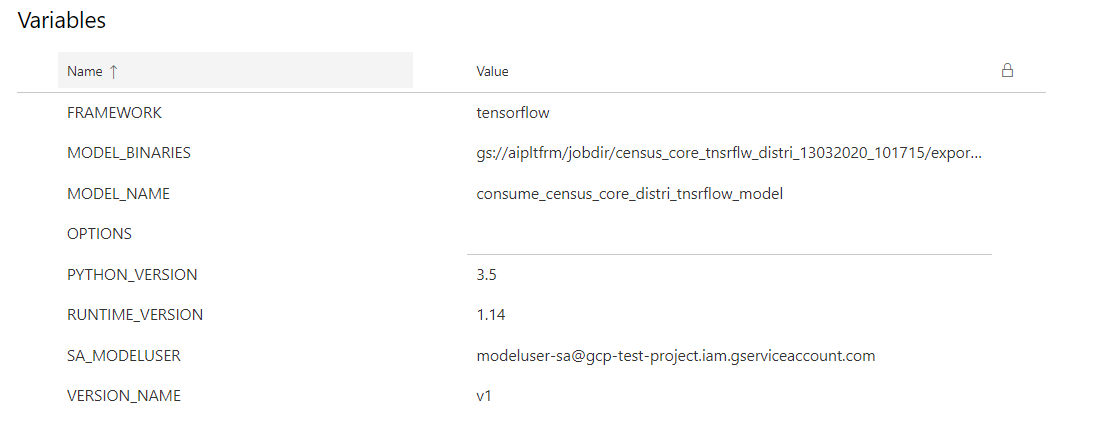 Variables
Name ↑ Value
FRAMEWORK tensorflow
MODEL_BINARIES gs://aipltfrm/jobdir/census_core_tnsrflw_distri_13032020_101715/expor...
MODEL_NAME consume_census_core_distri_tnsrflow_model
OPTIONS
PYTHON_VERSION 3.5
RUNTIME_VERSION 1.14
SA_MODELUSER modeluser-sa@gcp-test-project.iam.gserviceaccount.com
VERSION_NAME v1